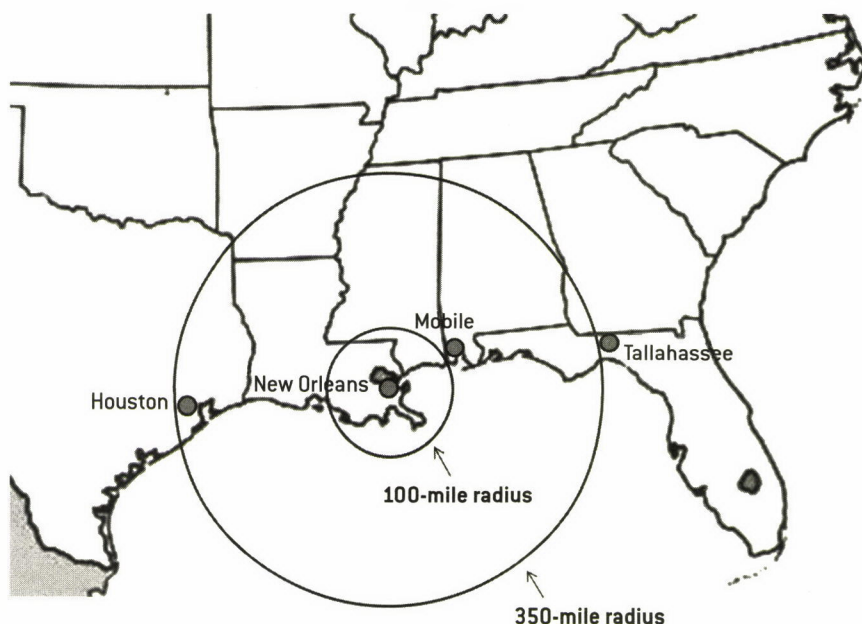 Mobile
Tallahassee
New Orleans
Houston
100-mile radius
350-mile radius